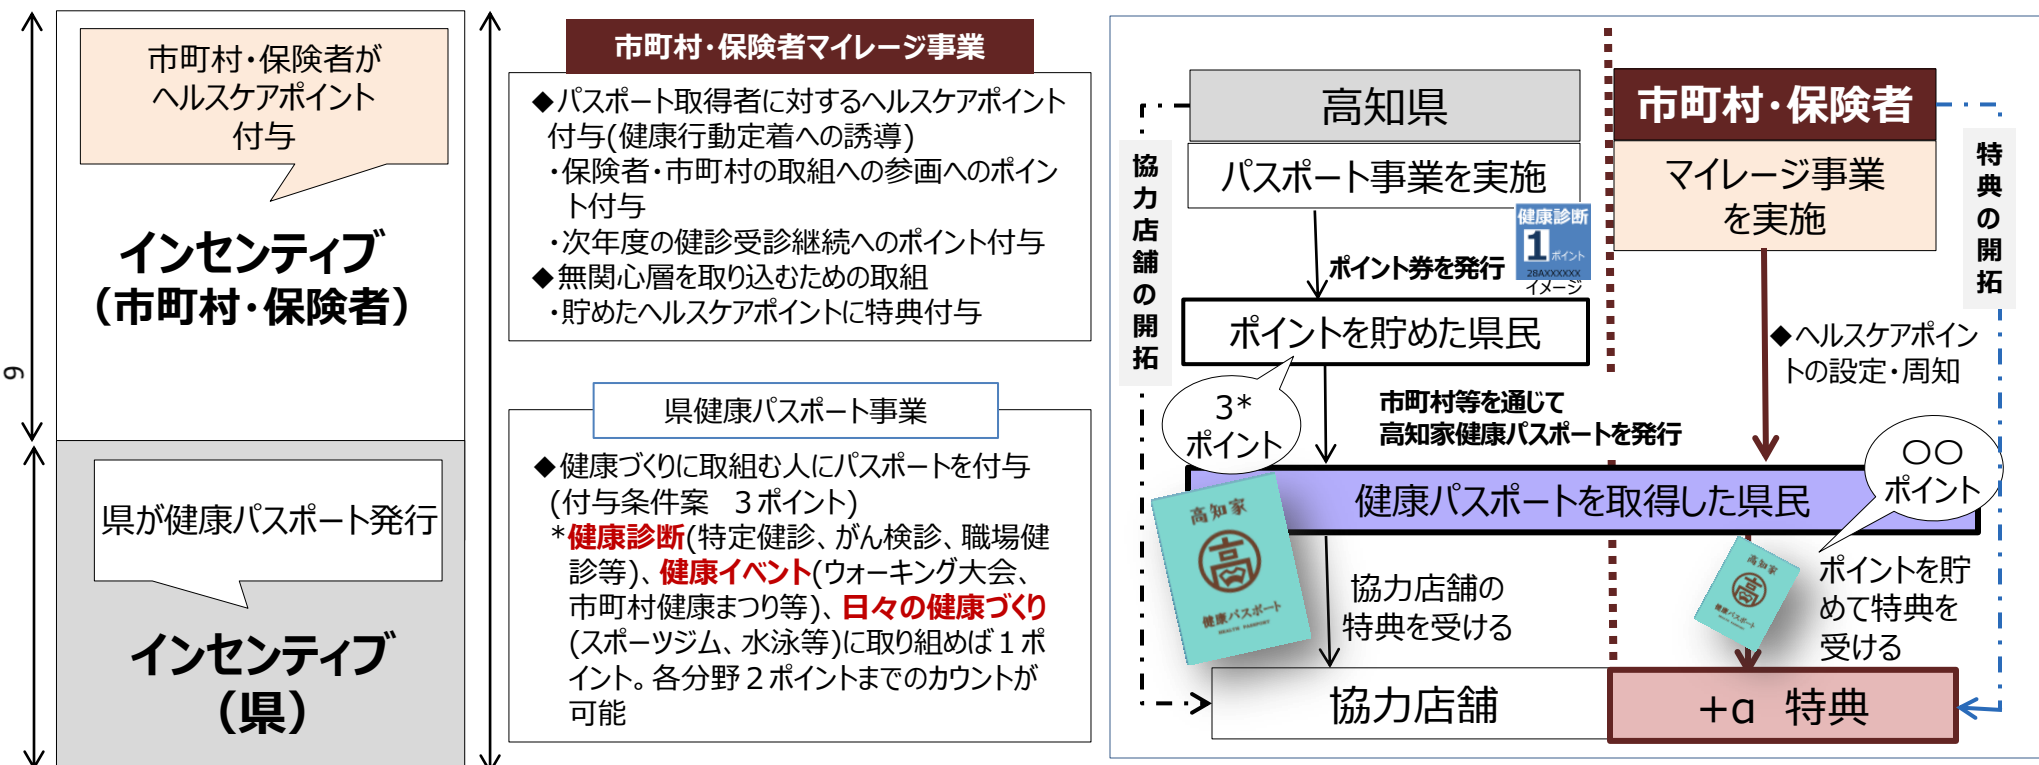 9
市町村・保険者が
ヘルスケアポイント
付与
インセンティブ
（市町村・保険者）
県が健康パスポート発行
インセンティブ
（県）
市町村・保険者マイレージ事業
◆パスポート取得者に対するヘルスケアポイント
付与(健康行動定着への誘導)
・保険者・市町村の取組への参画へのポイン
ト付与
・次年度の健診受診継続へのポイント付与
◆無関心層を取り込むための取組
・貯めたヘルスケアポイントに特典付与
県健康パスポート事業
◆健康づくりに取組む人にパスポートを付与
(付与条件案　３ポイント)
*健康診断(特定健診、がん検診、職場健
診等)、健康イベント(ウォーキング大会、
市町村健康まつり等)、日々の健康づくり
(スポーツジム、水泳等)に取り組めば１ポ
イント。各分野２ポイントまでのカウントが
可能
高知県
パスポート事業を実施
協力店舗の開拓
ポイント券を発行
健康診断
1 ポイント
28AXXXXXX
イメージ
ポイントを貯めた県民
3*
ポイント
市町村等を通じて
高知家健康パスポートを発行
市町村・保険者
マイレージ事業
を実施
特典の開拓
◆ヘルスケアポイン
トの設定・周知
〇〇
ポイント
健康パスポートを取得した県民
高知家
高
健康パスポート
HEALTH PASSPORT
協力店舗の
特典を受ける
高知家
高
健康パスポート
ポイントを貯
めて特典を
受ける
協力店舗
+α　特典